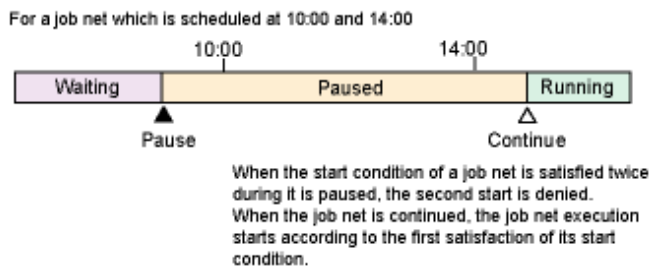 For a job net which is scheduled at 10:00 and 14:00
10:00 14:00
Waiting Paused Running
Pause Continue
When the start condition of a job net is satisfied twice
during it is paused, the second start is denied.
When the job net is continued, the job net execution
starts according to the first satisfaction of its start
condition.